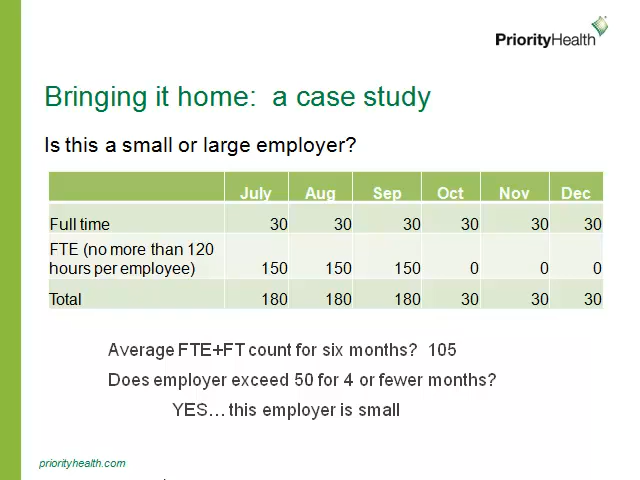 PriorityHealth
Bringing it home:  a case study
Is this a small or large employer?
July Aug Sep Oct Nov Dec
Full time 30 30 30 30 30 30
FTE (no more than 120
hours per employee) 150 150 150 0 0 0
Total 180 180 180 30 30 30
Average FTE+FT count for six months?  105
Does employer exceed 50 for 4 or fewer months?
YES… this employer is small
priorityhealth.com